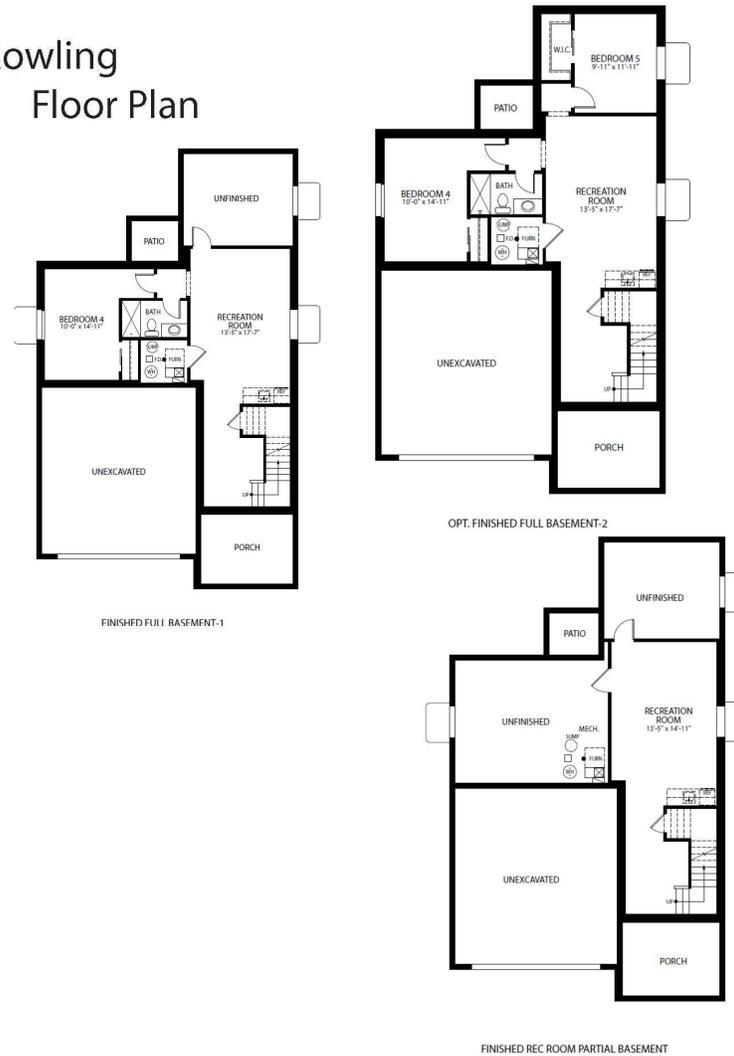 owling
Floor Plan
UNFINISHED
PATIO
BEDROOM 4
10'-0" x 14'-11"
BATH
RECREATION
ROOM
13'-5" x 17'-7"
SUMP
F.D.
FURN
WH
REF
UP
UNEXCAVATED
PORCH
FINISHED FULL BASEMENT-1
W.I.C.
BEDROOM 5
9'-11" x 11'-11"
PATIO
BEDROOM 4
10'-0" x 14'-11"
BATH
RECREATION
ROOM
13'-5" x 17'-7"
SUMP
F.D.
FURN
WH
REF
UP
UNEXCAVATED
PORCH
OPT. FINISHED FULL BASEMENT-2
UNFINISHED
PATIO
UNFINISHED
MECH.
SUMP
FURN
WH
RECREATION
ROOM
13'-5" x 14'-11"
REF
UP
UNEXCAVATED
PORCH
FINISHED REC ROOM PARTIAL BASEMENT